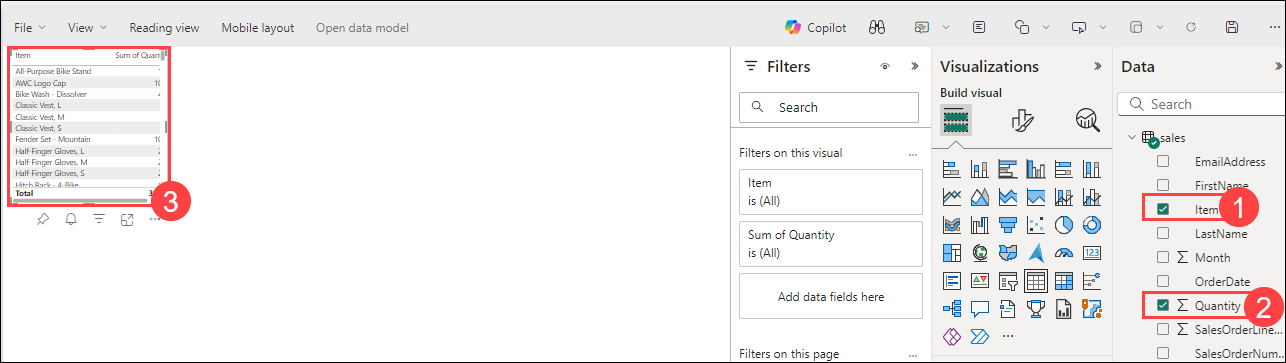 File View Reading view Mobile layout Open data model Copilot ...
Item Sum of Quan
All-Purpose Bike Stand
AWC Logo Cap 10
Bike Wash - Dissolver
Classic Vest, L
Classic Vest, M
Classic Vest, S
Fender Set - Mountain 10
Half-Finger Gloves, L 2
Half-Finger Gloves, M 2
Half-Finger Gloves, S 2
Hitch Rack - 4-Bike
Total 3
3
...
Filters
Search
Filters on this visual ...
Item
is (All)
Sum of Quantity
is (All)
Add data fields here
Filters on this page
Visualizations
Build visual
123
...
Data
Search
sales
EmailAddress
FirstName
Item
1
LastName
Σ Month
OrderDate
Σ Quantity
2
Σ SalesOrderLine...
SalesOrderNum...